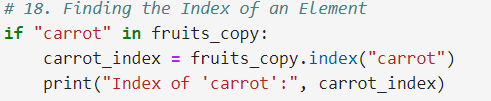 # 18. Finding the Index of an Element
if "carrot" in fruits_copy:
    carrot_index = fruits_copy.index("carrot")
    print("Index of 'carrot':", carrot_index)